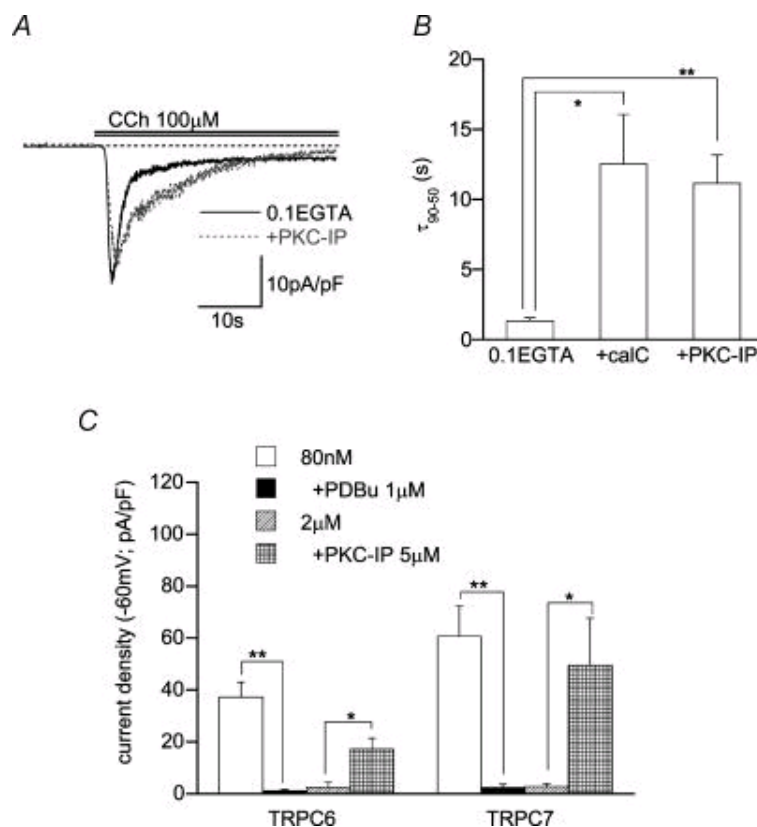 A
CCh 100µM
0.1EGTA
+PKC-IP
10pA/pF
10s
B
τ90-50 (s)
20
15
10
5
0
*
**
0.1EGTA +calC +PKC-IP
C
current density (-60mV; pA/pF)
120
100
80
60
40
20
0
80nM
+PDBu 1µM
2µM
+PKC-IP 5µM
**
*
**
*
TRPC6 TRPC7